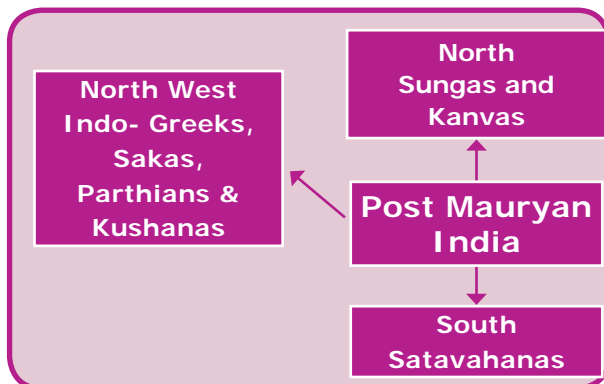 North
Sungas and
Kanvas
North West
Indo- Greeks,
Sakas,
Parthians &
Kushanas
Post Mauryan
India
South
Satavahanas